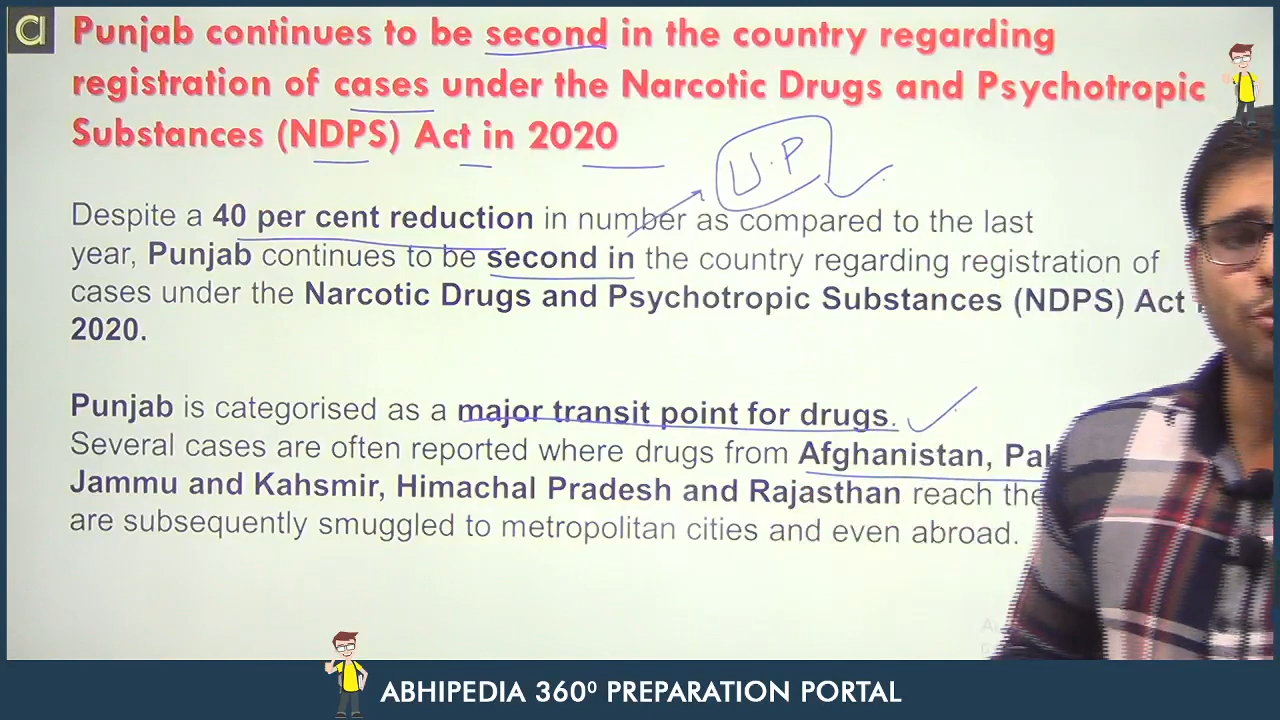 a
Punjab continues to be second in the country regarding
registration of cases under the Narcotic Drugs and Psychotropic
Substances (NDPS) Act in 2020
U.P
Despite a 40 per cent reduction in number as compared to the last
year, Punjab continues to be second in the country regarding registration of
cases under the Narcotic Drugs and Psychotropic Substances (NDPS) Act
2020.
Punjab is categorised as a major transit point for drugs.
Several cases are often reported where drugs from Afghanistan,
Jammu and Kahsmir, Himachal Pradesh and Rajasthan reach
are subsequently smuggled to metropolitan cities and even abroad.
ABHIPEDIA 360⁰ PREPARATION PORTAL